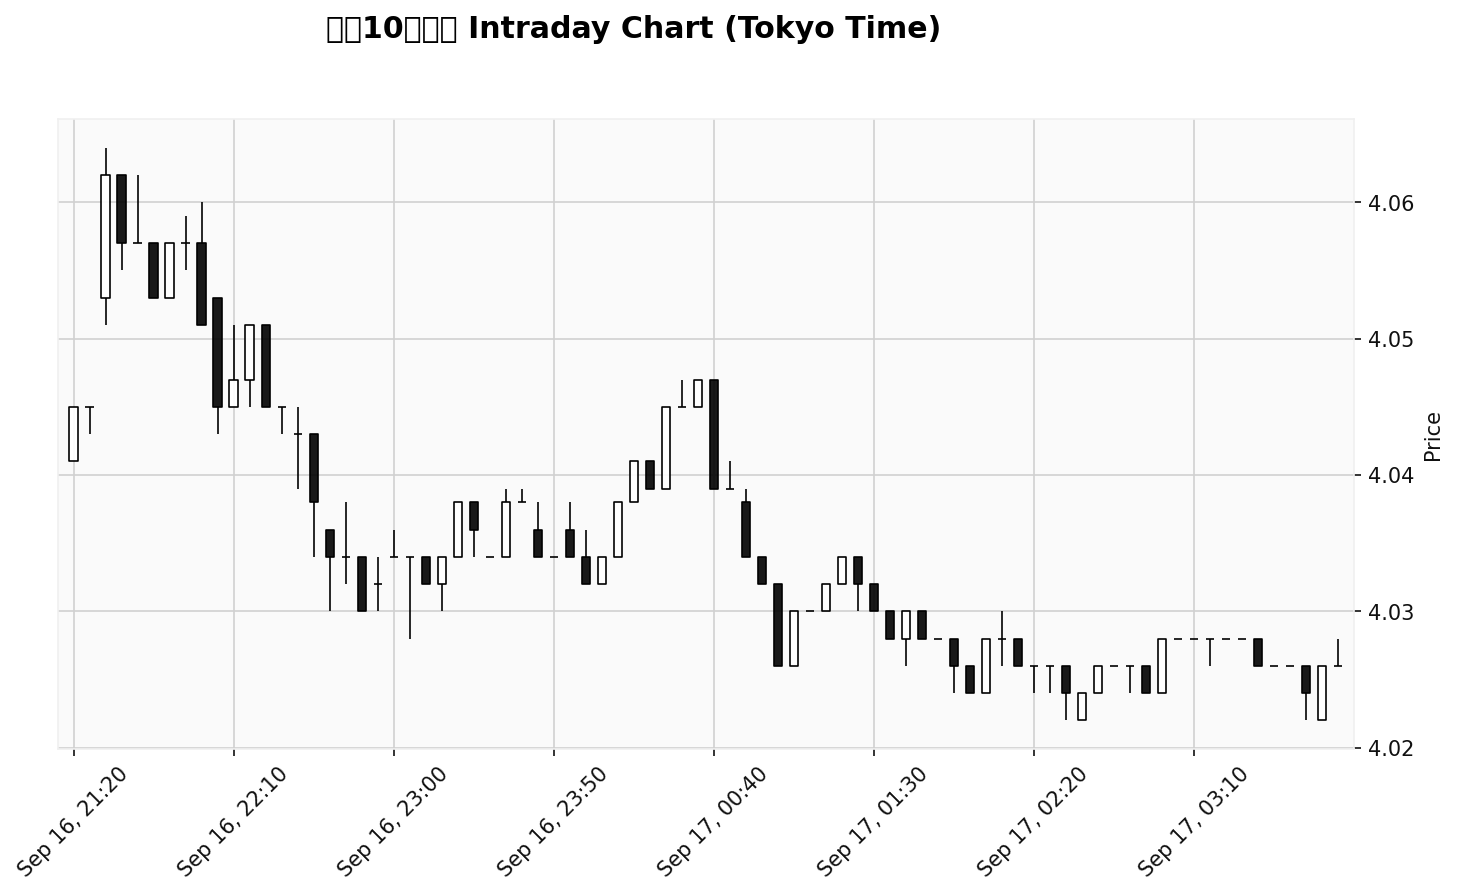 10 Intraday Chart (Tokyo Time)
4.06
4.05
4.04
4.03
4.02
Price
Sep 16, 21:20
Sep 16, 22:10
Sep 16, 23:00
Sep 16, 23:50
Sep 17, 00:40
Sep 17, 01:30
Sep 17, 02:20
Sep 17, 03:10